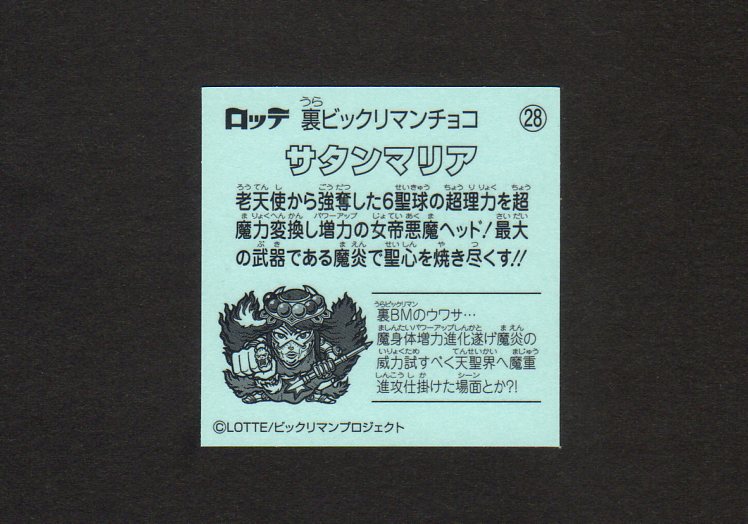 ロッテ 裏ビックリマンチョコ 28
サタンマリア
老天使から強奪した6聖球の超理力を超
魔力変換し増力の女帝悪魔ヘッド!最大
の武器である魔炎で聖心を焼き尽くす!!
裏BMのウワサ…
魔身体増力進化遂げ魔炎の
威力試すべく天聖界へ魔重
進攻仕掛けた場面とか?!
©LOTTE/ビックリマンプロジェクト